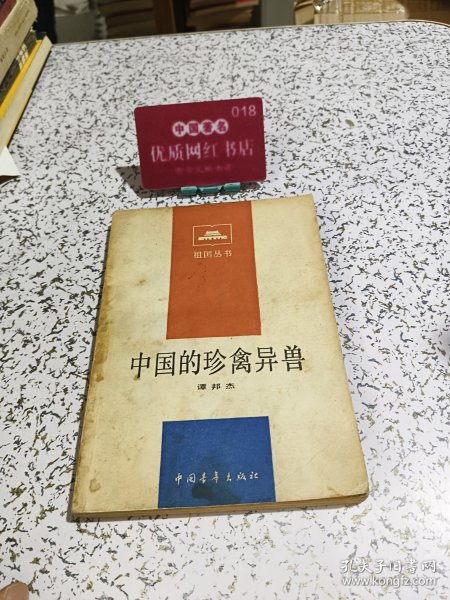 018
中国著名
优质网红书店
祖国丛书
中国的珍禽异兽
谭邦杰
中国青年出版社
孔夫子旧书网
www.kongfz.com